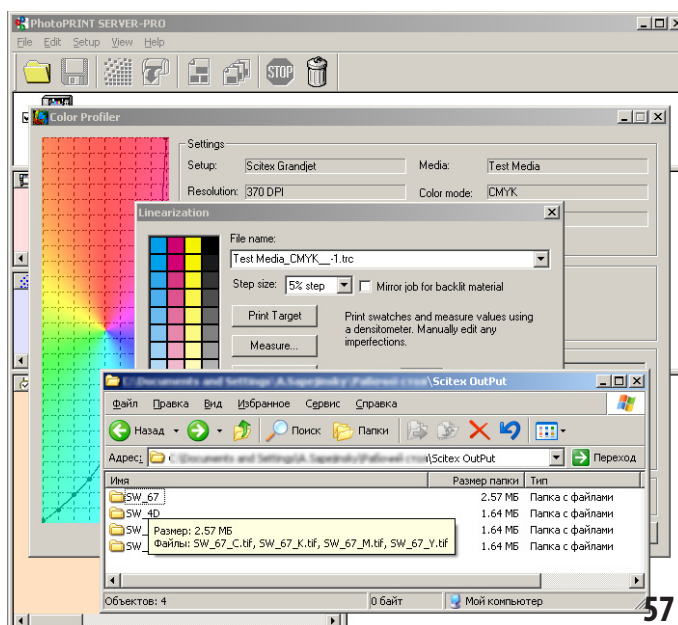 PhotoPRINT SERVER-PRO
File Edit Setup View Help
STOP
Color Profiler
Settings
Setup: Scitex Grandjet Media: Test Media
Resolution: 370 DPI Color mode: CMYK
Linearization
File name:
Test Media_CMYK__-1.trc
Step size: 5% step Mirror job for backlit material
Print Target Print swatches and measure values using
a densitometer. Manually edit any
imperfections.
Measure...
\Scitex OutPut
Файл Правка Вид Избранное Сервис Справка
Назад Поиск Папки
Адрес: \Scitex OutPut Переход
Имя Размер папки Тип
SW_67 2.57 МБ Папка с файлами
SW_4D 1.64 МБ Папка с файлами
SW_ 1.64 МБ Папка с файлами
SW_ 1.64 МБ Папка с файлами
Размер: 2.57 МБ
Файлы: SW_67_C.tif, SW_67_K.tif, SW_67_M.tif, SW_67_Y.tif
Объектов: 4 0 байт Мой компьютер
57